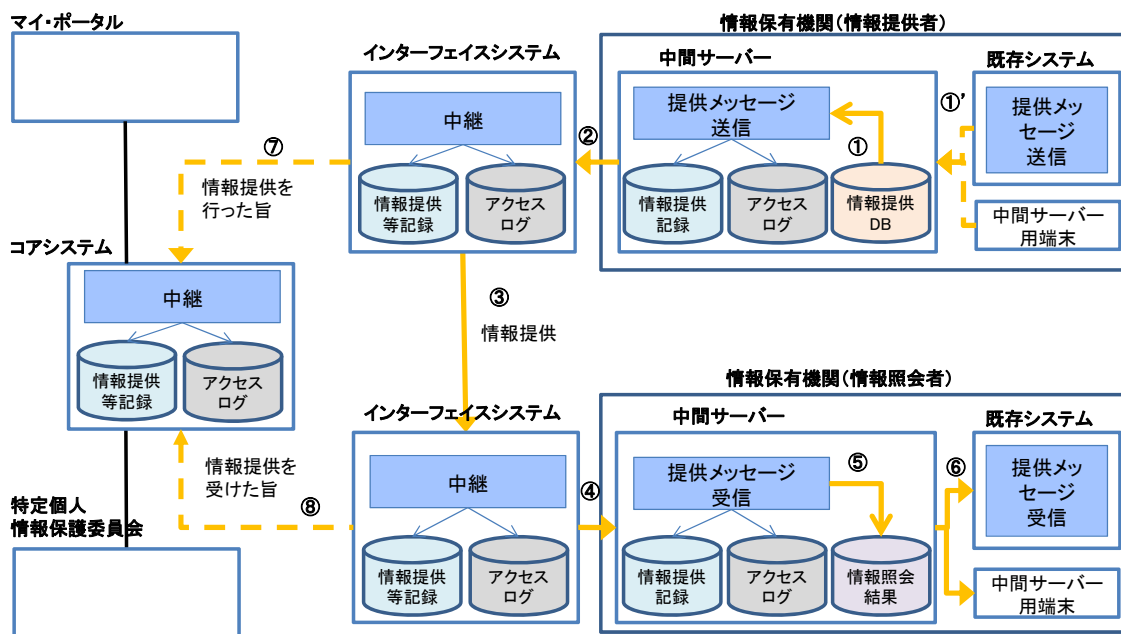 マイ・ポータル
情報保有機関(情報提供者)
インターフェイスシステム
中間サーバー
既存システム
中継
提供メッセージ
送信
①’
提供メッ
セージ
送信
⑦
②
①
情報提供を
行った旨
情報提供
等記録
アクセス
ログ
情報提供
記録
アクセス
ログ
情報提供
DB
中間サーバー
用端末
コアシステム
中継
③
情報提供
情報提供
等記録
アクセス
ログ
情報保有機関(情報照会者)
インターフェイスシステム
中間サーバー
既存システム
情報提供を
受けた旨
中継
④
提供メッセージ
受信
⑤
⑥
提供メッ
セージ
受信
⑧
特定個人
情報保護委員会
情報提供
等記録
アクセス
ログ
情報提供
記録
アクセス
ログ
情報照会
結果
中間サーバー
用端末